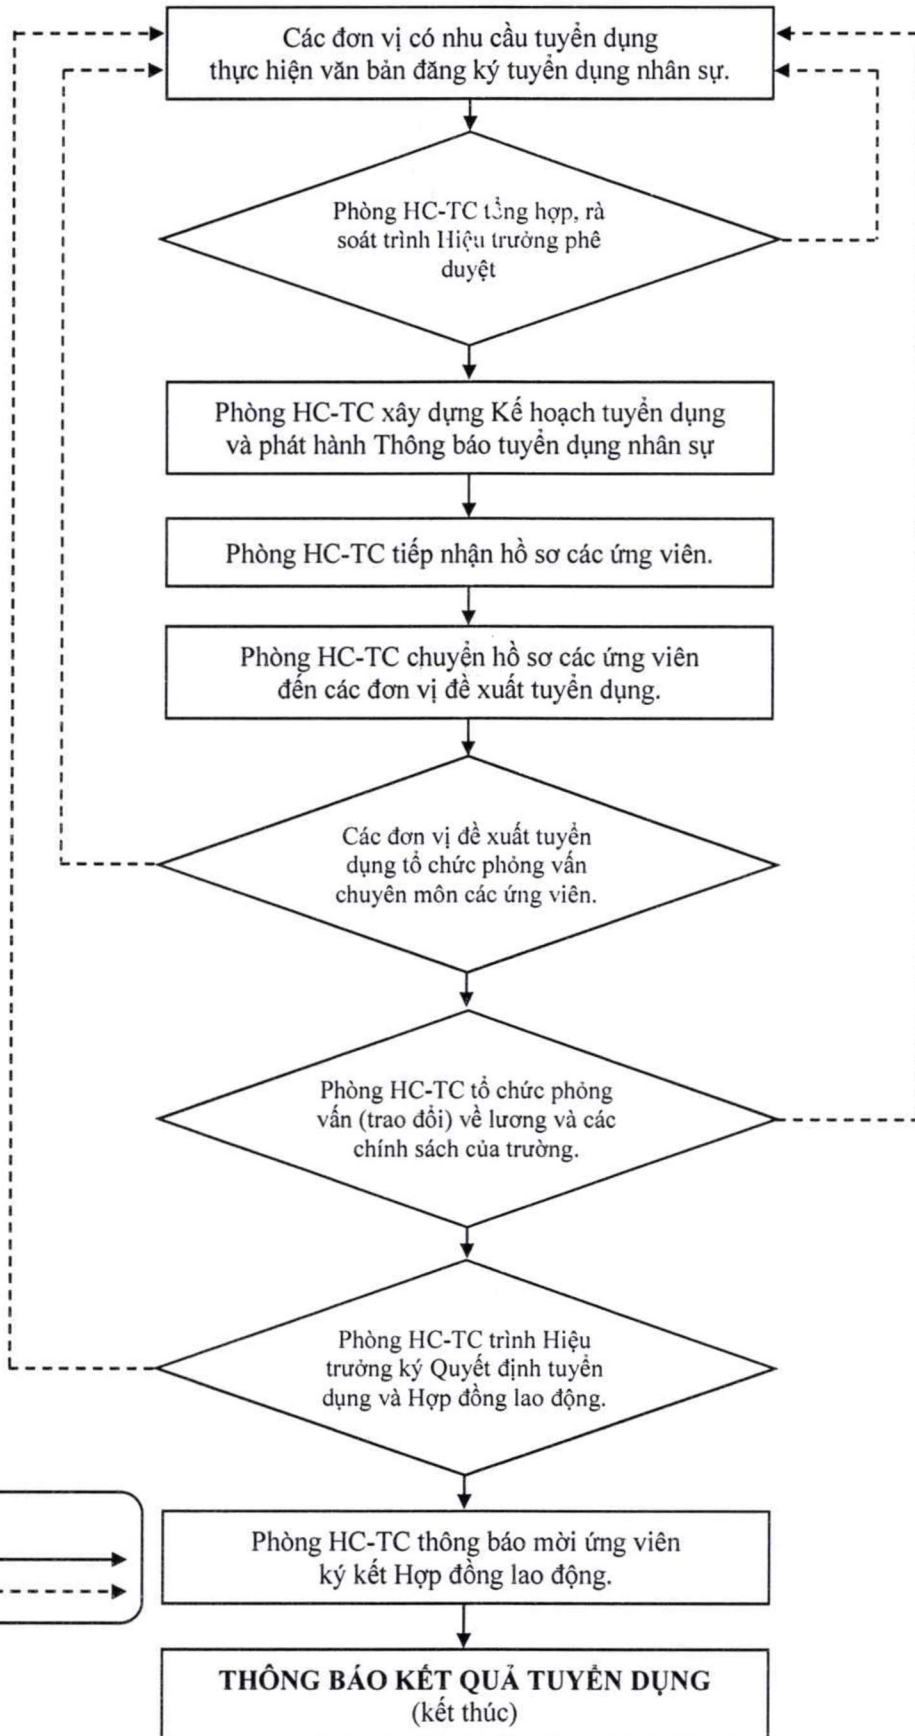 Các đơn vị có nhu cầu tuyển dụng
thực hiện văn bản đăng ký tuyển dụng nhân sự.
Phòng HC-TC tổng hợp, rà
soát trình Hiệu trưởng phê
duyệt
Phòng HC-TC xây dựng Kế hoạch tuyển dụng
và phát hành Thông báo tuyển dụng nhân sự
Phòng HC-TC tiếp nhận hồ sơ các ứng viên.
Phòng HC-TC chuyển hồ sơ các ứng viên
đến các đơn vị đề xuất tuyển dụng.
Các đơn vị đề xuất tuyển
dụng tổ chức phỏng vấn
chuyên môn các ứng viên.
Phòng HC-TC tổ chức phỏng
vấn (trao đổi) về lương và các
chính sách của trường.
Phòng HC-TC trình Hiệu
trưởng ký Quyết định tuyển
dụng và Hợp đồng lao động.
Phòng HC-TC thông báo mời ứng viên
ký kết Hợp đồng lao động.
THÔNG BÁO KẾT QUẢ TUYỂN DỤNG
(kết thúc)